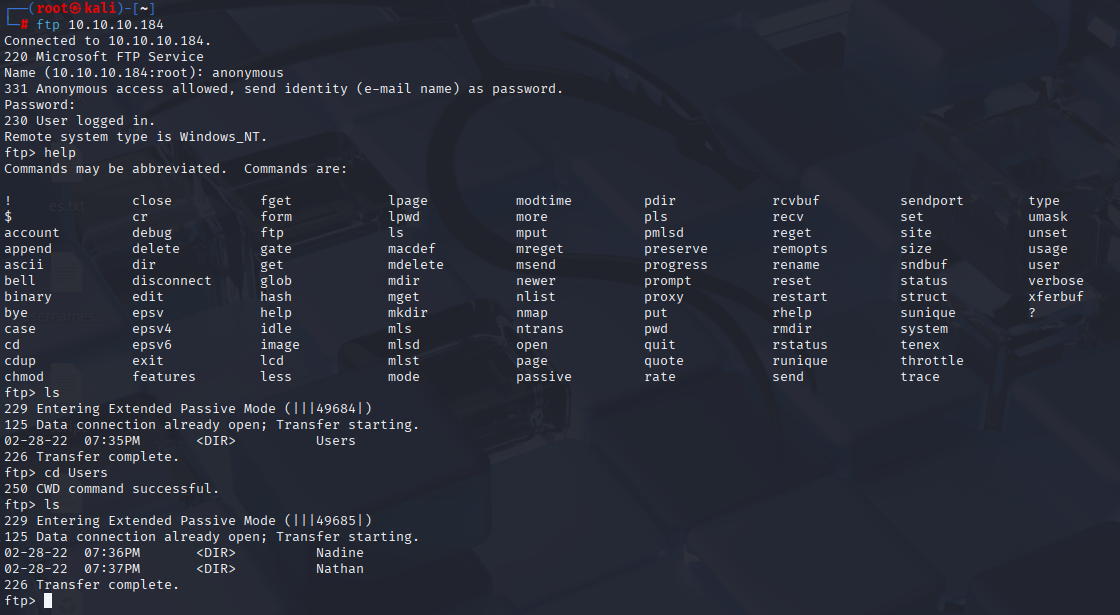 ┌──(root㉿kali)-[~]
└─# ftp 10.10.10.184
Connected to 10.10.10.184.
220 Microsoft FTP Service
Name (10.10.10.184:root): anonymous
331 Anonymous access allowed, send identity (e-mail name) as password.
Password:
230 User logged in.
Remote system type is Windows_NT.
ftp> help
Commands may be abbreviated.  Commands are:

!		close		fget		lpage		modtime		pdir		rcvbuf		sendport	type
$		cr		form		lpwd		more		pls		recv		set		umask
account		debug		ftp		ls		mput		pmlsd		reget		site		unset
append		delete		gate		macdef		mreget		preserve	remopts		size		usage
ascii		dir		get		mdelete		msend		progress	rename		sndbuf		user
bell		disconnect	glob		mdir		newer		prompt		reset		status		verbose
binary		edit		hash		mget		nlist		proxy		restart		struct		xferbuf
bye		epsv		help		mkdir		nmap		put		rhelp		sunique		?
case		epsv4		idle		mls		ntrans		pwd		rmdir		system
cd		epsv6		image		mlsd		open		quit		rstatus		tenex
cdup		exit		lcd		mlst		page		quote		runique		throttle
chmod		features	less		mode		passive		rate		send		trace
ftp> ls
229 Entering Extended Passive Mode (|||49684|)
125 Data connection already open; Transfer starting.
02-28-22  07:35PM       <DIR>          Users
226 Transfer complete.
ftp> cd Users
250 CWD command successful.
ftp> ls
229 Entering Extended Passive Mode (|||49685|)
125 Data connection already open; Transfer starting.
02-28-22  07:36PM       <DIR>          Nadine
02-28-22  07:37PM       <DIR>          Nathan
226 Transfer complete.
ftp>